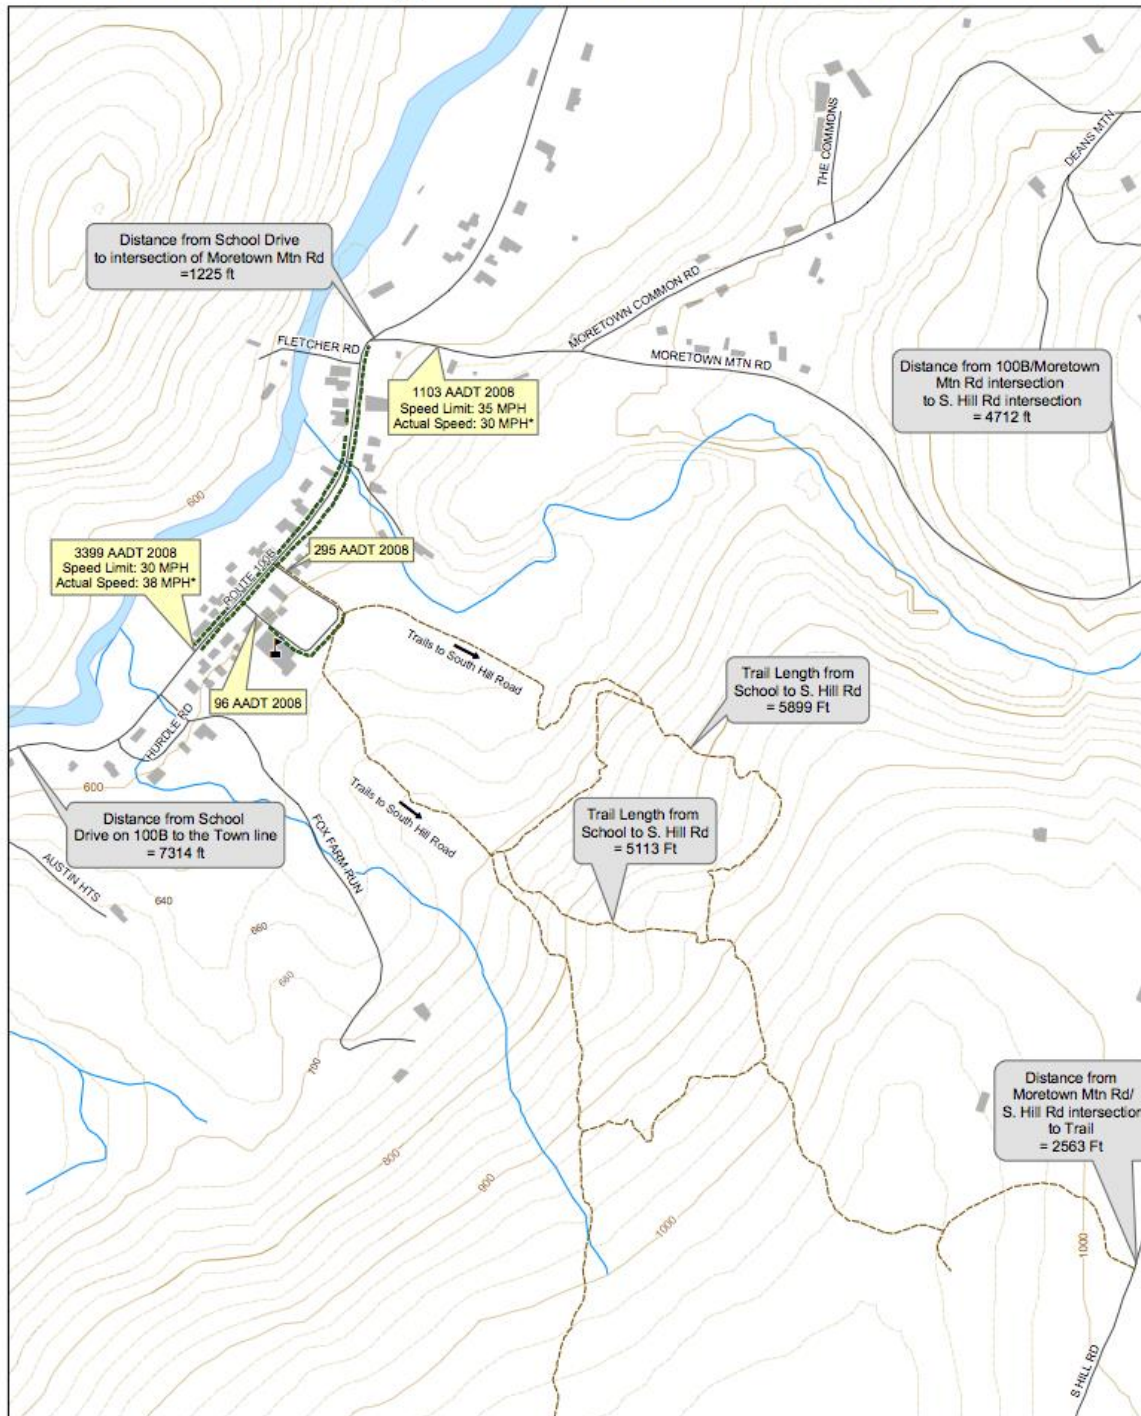 DEANS MTN
THE COMMONS
Distance from School Drive
to intersection of Moretown Mtn Rd
=1225 ft
MORETOWN COMMON RD
FLETCHER RD
MORETOWN MTN RD
Distance from 100B/Moretown
Mtn Rd intersection
to S. Hill Rd intersection
= 4712 ft
1103 AADT 2008
Speed Limit: 35 MPH
Actual Speed: 30 MPH*
600
3399 AADT 2008
Speed Limit: 30 MPH
Actual Speed: 38 MPH*
295 AADT 2008
ROUTE 100B
Trails to South Hill Road
96 AADT 2008
Trail Length from
School to S. Hill Rd
= 5899 Ft
HURDLE RD
600
Trails to South Hill Road
Distance from School
Drive on 100B to the Town line
= 7314 ft
Trail Length from
School to S. Hill Rd
= 5113 Ft
FOX FARM RUN
AUSTIN HTS
640
660
680
700
800
900
1000
Distance from
Moretown Mtn Rd/
S. Hill Rd intersection
to Trail
= 2563 Ft
1000
S HILL RD